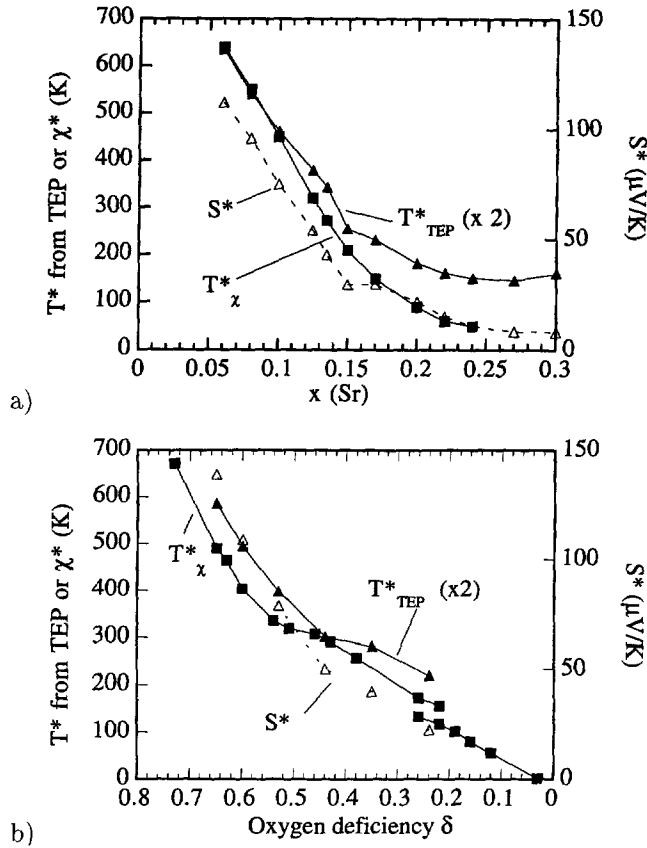 700
600
500
400
300
200
100
0
T* from TEP or χ* (K)
150
100
50
0
S* (μV/K)
S*
T*χ
T*TEP (x 2)
0
0.05
0.1
0.15
0.2
0.25
0.3
x (Sr)
a)
700
600
500
400
300
200
100
0
T* from TEP or χ* (K)
150
100
50
0
S* (μV/K)
T*χ
T*TEP (x2)
S*
0.8
0.7
0.6
0.5
0.4
0.3
0.2
0.1
0
Oxygen deficiency δ
b)